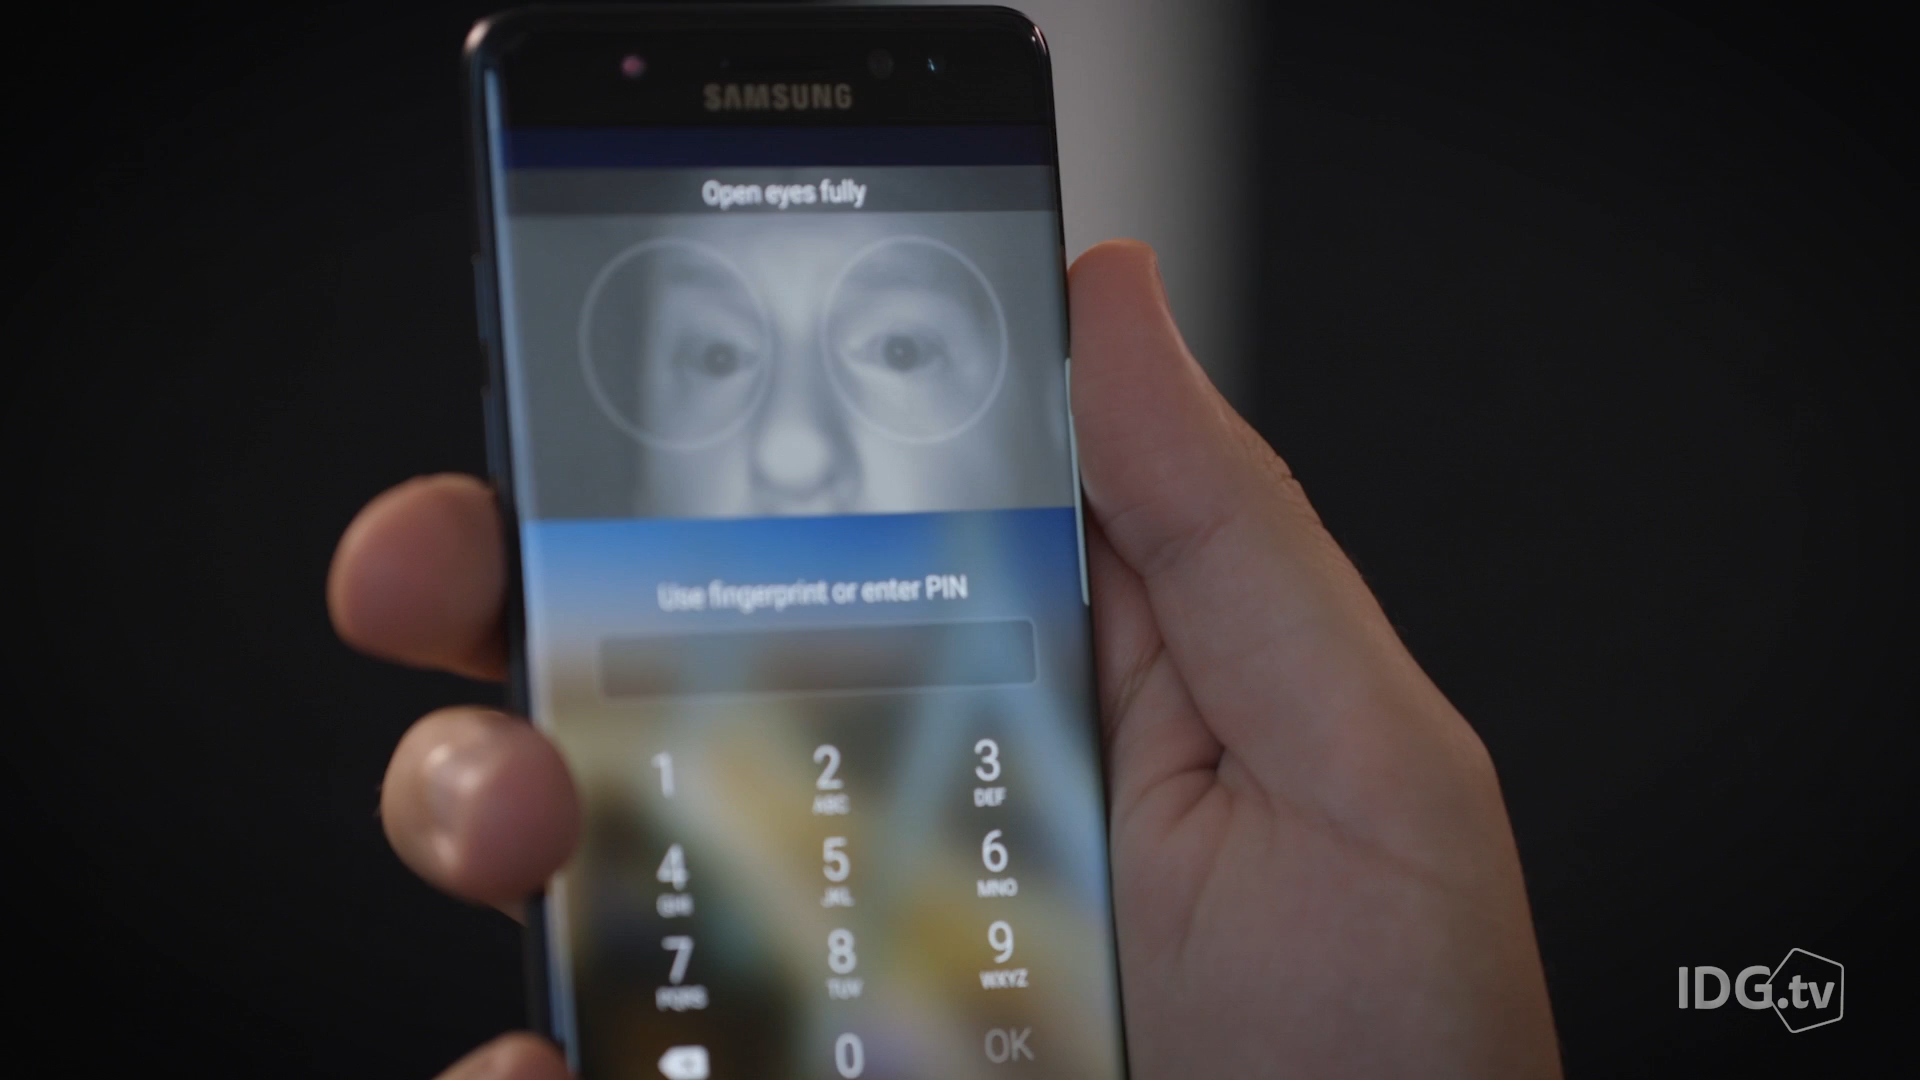 SAMSUNG
Open eyes fully
Use fingerprint or enter PIN
1 2 3
ABC DEF
4 5 6
GHI JKL MNO
7 8 9
PQRS TUV WXYZ
0 OK
IDG.tv